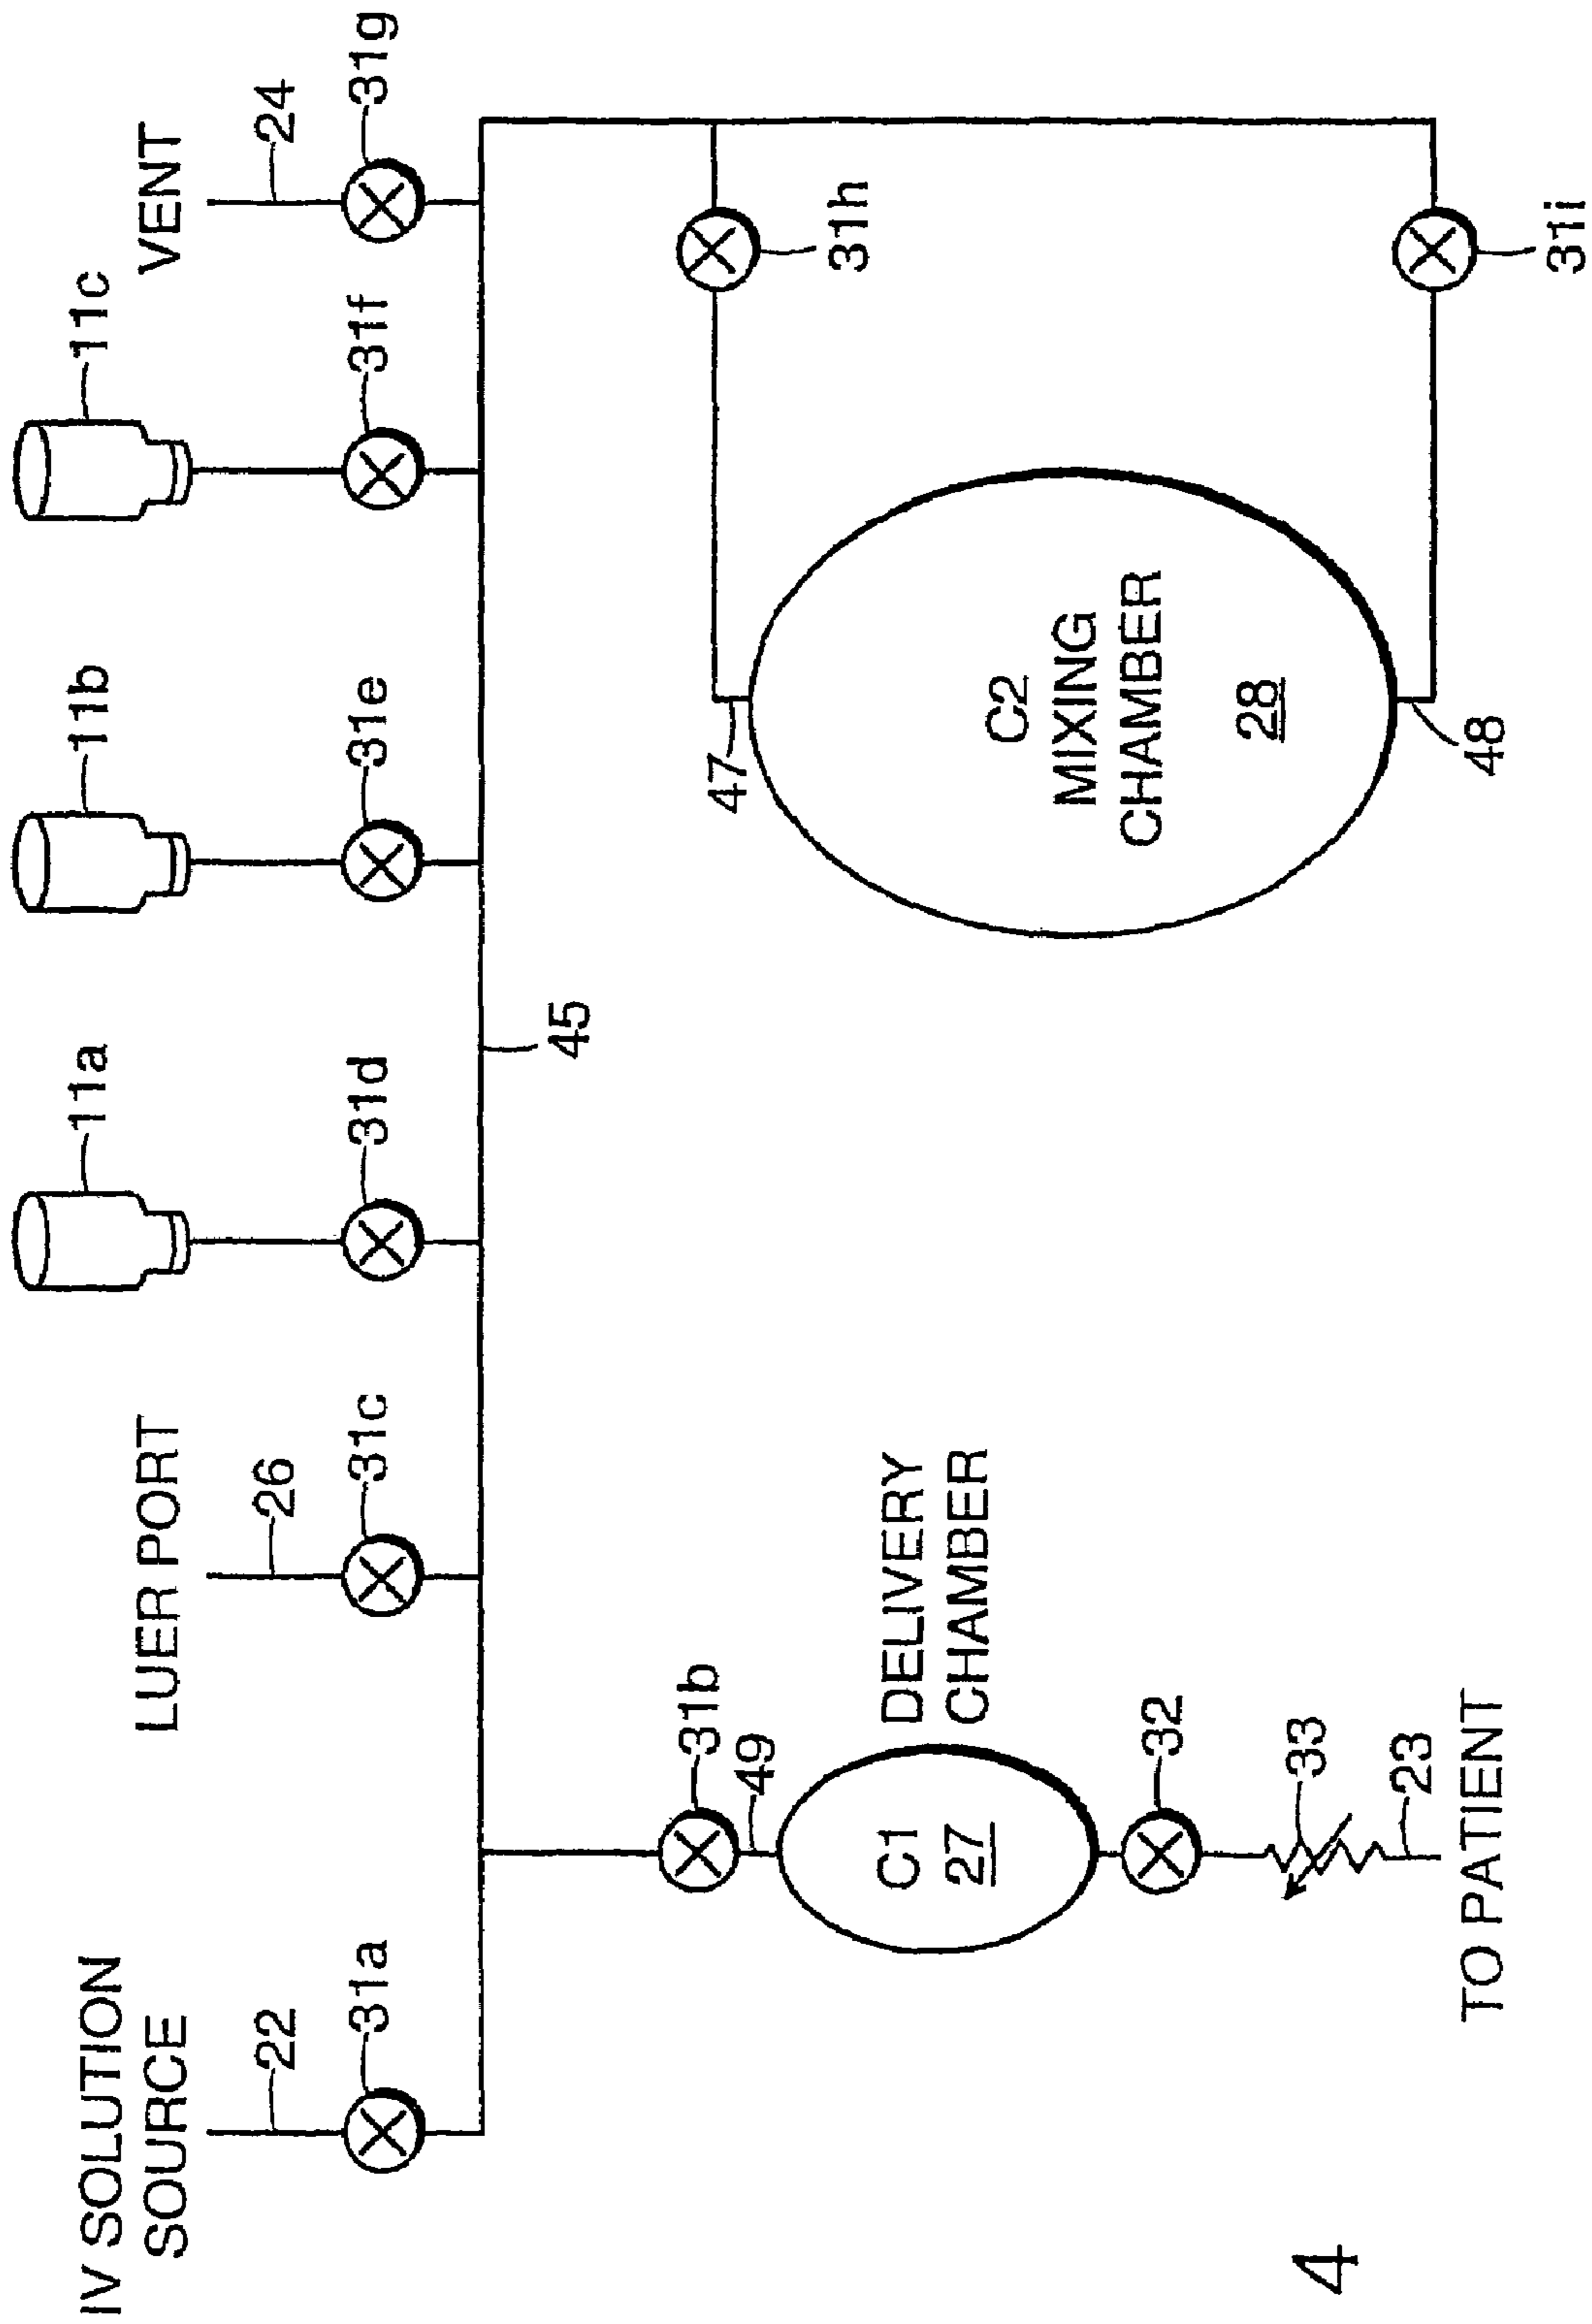 IV SOLUTION
SOURCE
22
31a
LUER PORT
26
31c
11a
31d
11b
31e
11c
31f
VENT
24
31g
45
31b
49
C1
27
DELIVERY
CHAMBER
32
33
23
TO PATIENT
47
C2
MIXING
CHAMBER
28
48
31h
31i
4